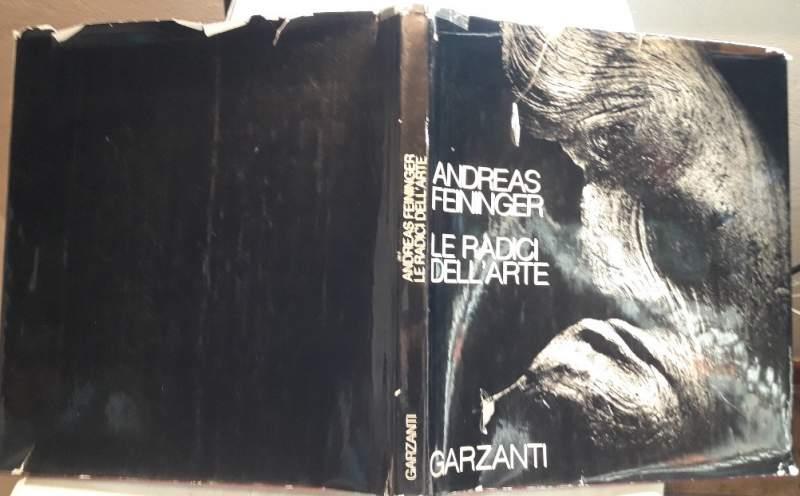 ANDREAS FEININGER
LE RADICI DELL'ARTE
GARZANTI
ANDREAS
FEININGER
LE RADICI
DELL'ARTE
GARZANTI